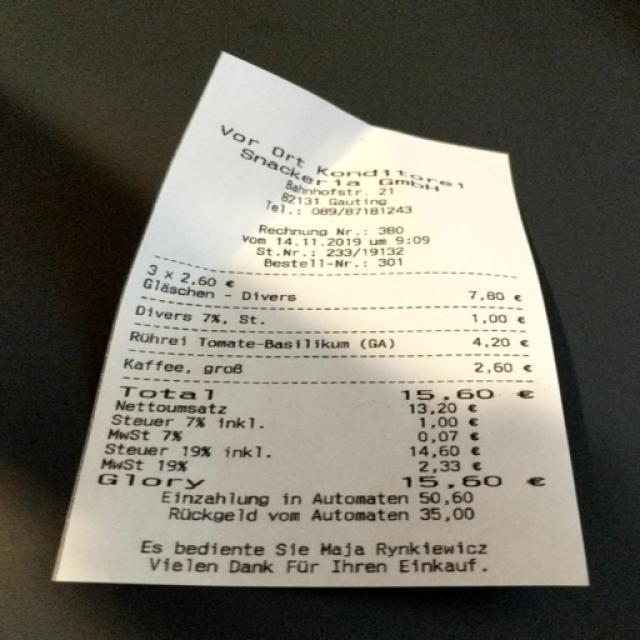 Vor Ort Konditorei
Snackeria GmbH
Bahnhofstr. 21
82131 Gauting
Tel.: 089/87181243
Rechnung Nr.: 380
Vom 14.11.2019 um 9:09
St.Nr.: 233/19132
Bestell-Nr.: 301
3 x 2,60 €
Gläschen - Divers 7,80 €
Divers 7%, St. 1,00 €
Rührei Tomate-Basilikum (GA) 4,20 €
Kaffee, groß 2,60 €
Total 15,60 €
Nettoumsatz 13,20 €
Steuer 7% inkl. 1,00 €
MwSt 7% 0,07 €
Steuer 19% inkl. 14,60 €
MwSt 19% 2,33 €
Glory 15,60 €
Einzahlung in Automaten 50,60
Rückgeld vom Automaten 35,00
Es bediente Sie Maja Rynkiewicz
Vielen Dank Für Ihren Einkauf.